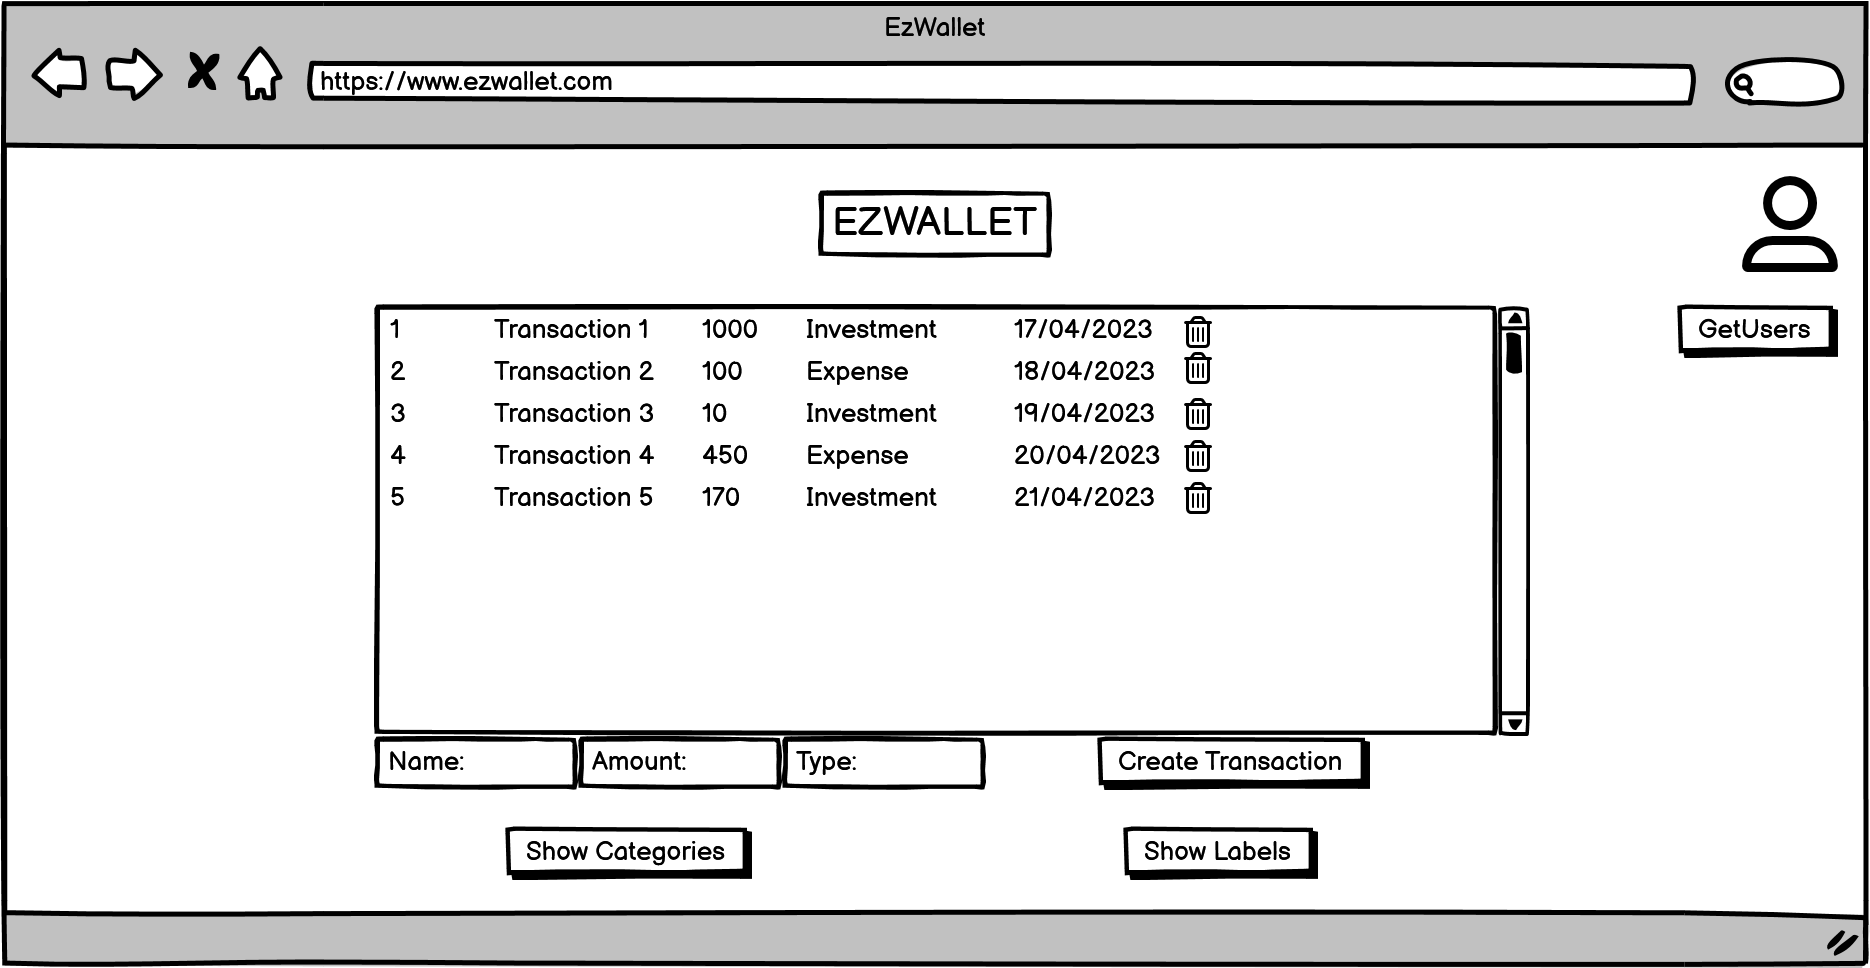 EzWallet
https://www.ezwallet.com
EZWALLET
GetUsers
1 Transaction 1 1000 Investment 17/04/2023
2 Transaction 2 100 Expense 18/04/2023
3 Transaction 3 10 Investment 19/04/2023
4 Transaction 4 450 Expense 20/04/2023
5 Transaction 5 170 Investment 21/04/2023
Name: Amount: Type: Create Transaction
Show Categories Show Labels